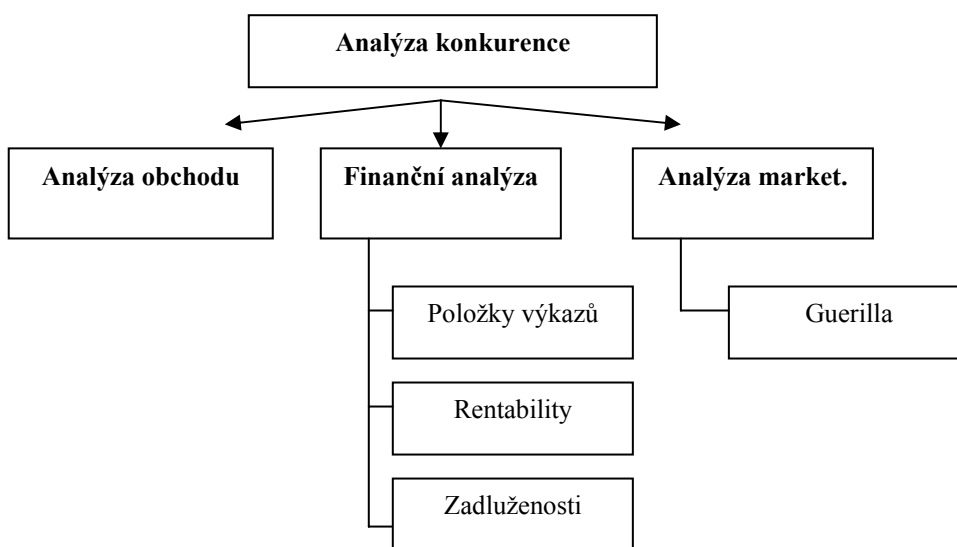 Analýza konkurence
Analýza obchodu
Finanční analýza
Analýza market.
Položky výkazů
Guerilla
Rentability
Zadluženosti